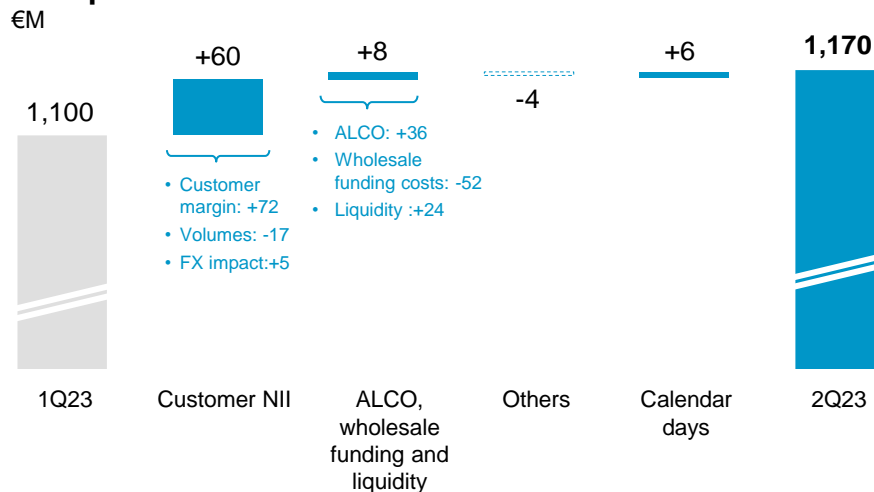 €M
1,100
+60
+8
-4
+6
1,170
• Customer
margin: +72
• Volumes: -17
• FX impact:+5
• ALCO: +36
• Wholesale
funding costs: -52
• Liquidity :+24
1Q23
Customer NII
ALCO,
wholesale
funding and
liquidity
Others
Calendar
days
2Q23